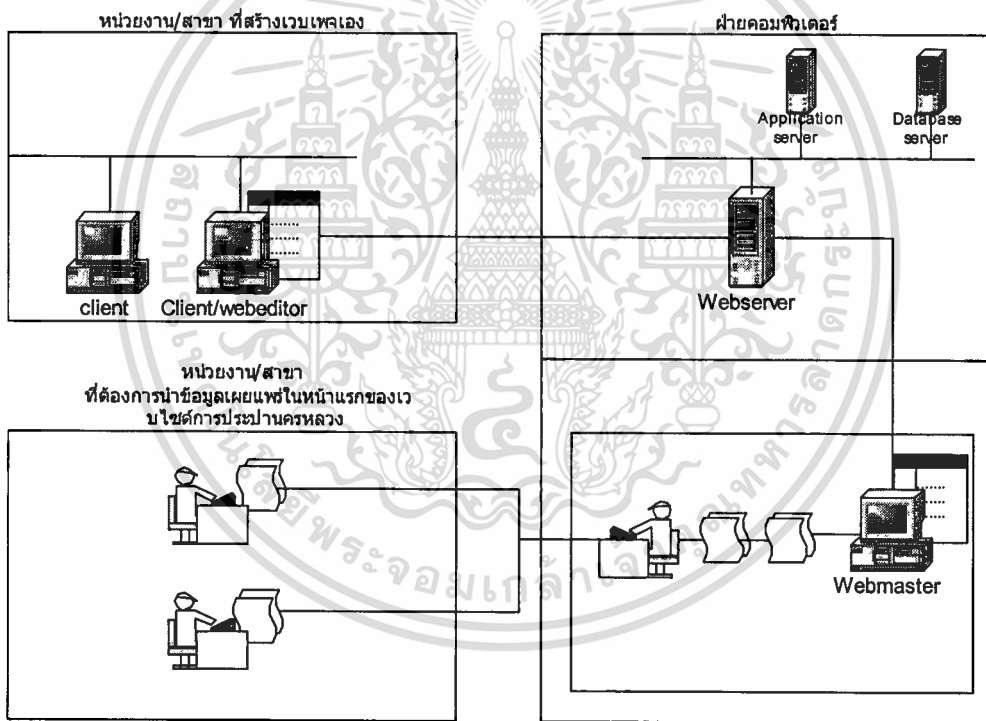 หน่วยงาน/สาขา ที่สร้างเวบเพจเอง
ฝ่ายคอมพิวเตอร์
Application
server
Database
server
client
Client/webeditor
Webserver
หน่วยงาน/สาขา
ที่ต้องการนำข้อมูลเผยแพร่ในหน้าแรกของเว
บไซด์การประปานครหลวง
Webmaster